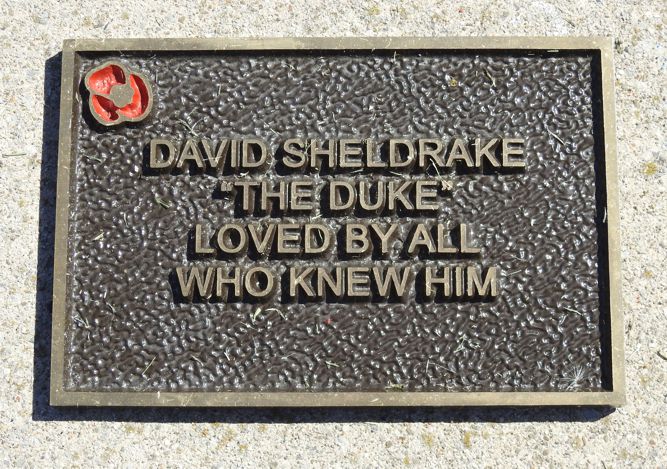 DAVID SHELDRAKE
“THE DUKE”
LOVED BY ALL
WHO KNEW HIM